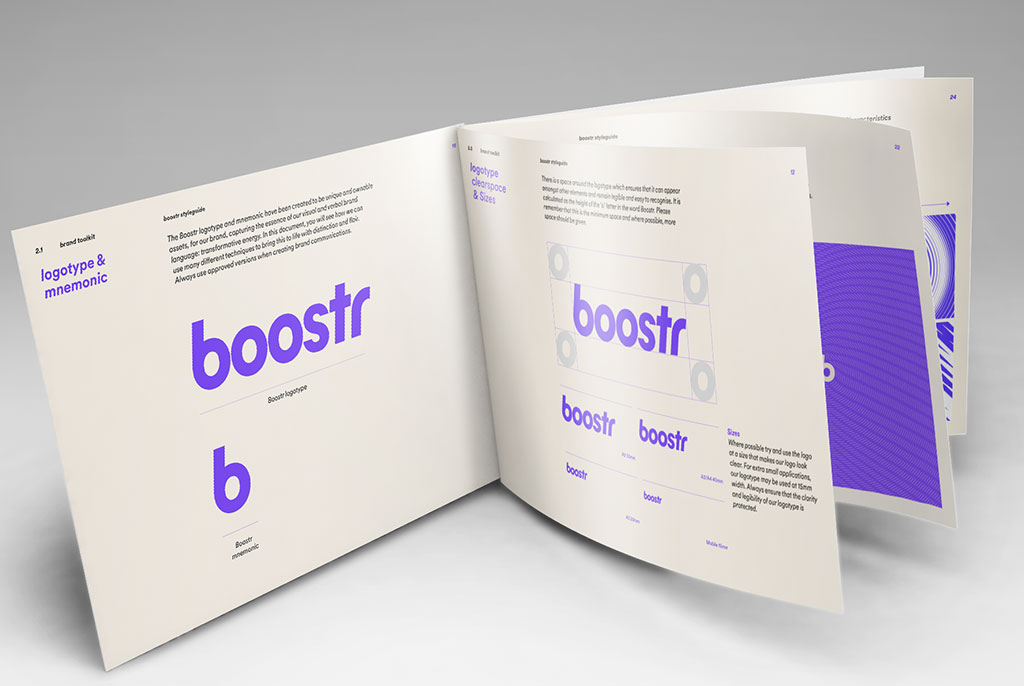 boostr styleguide
2.1 brand toolkit
logotype &
mnemonic
The Boostr logotype and mnemonic have been created to be unique and ownable
assets, for our brand, capturing the essence of our visual and verbal brand
language: transformative energy. In this document, you will see how we can
use many different techniques to bring this to life with distinction and flair.
Always use approved versions when creating brand communications.
boostr
Boostr logotype
b
Boostr
mnemonic
brand toolkit
boostr styleguide
12
logotype
clearspace
& Sizes
There is a space around the logotype which ensures that it can appear
amongst other elements and remain legible and easy to recognise. It is
calculated as the height of the 'o' letter in the word Boostr. Please
remember that this is the minimum space and where possible, more
space should be given.
o o
boostr
o o
boostr boostr
boostr boostr
Sizes
Where possible try and use the logo
at a size that makes our logo look
clear. For extra small applications,
our logotype may be used at 15mm
width. Always ensure that the clarity
and legibility of our logotype is
protected.
A3/A4 40mm
Mobile 15mm
boostr styleguide
b
24